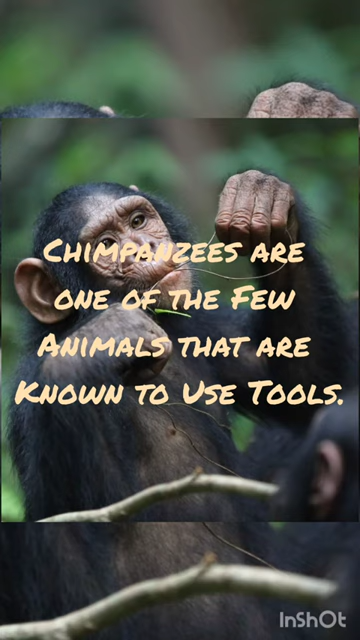 Chimpanzees are
one of the Few
Animals that are
Known to Use Tools.
InShOt